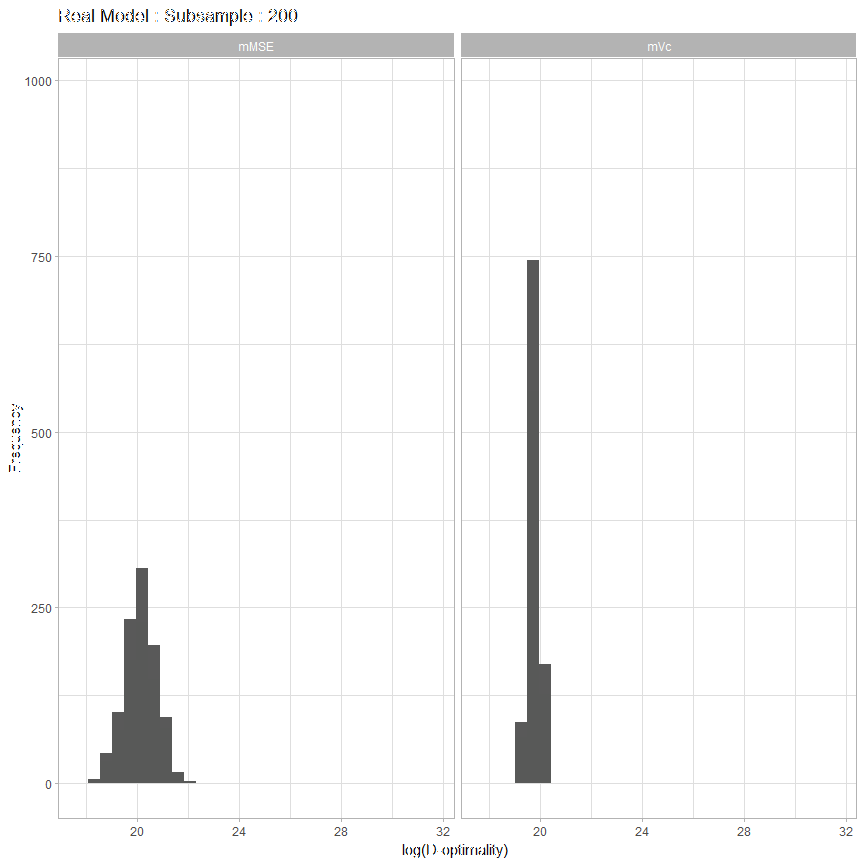 Real Model : Subsample : 200
mMSE mVc
1000
750
500
250
0
Frequency
20 24 28 32 20 24 28 32
log(D-optimality)